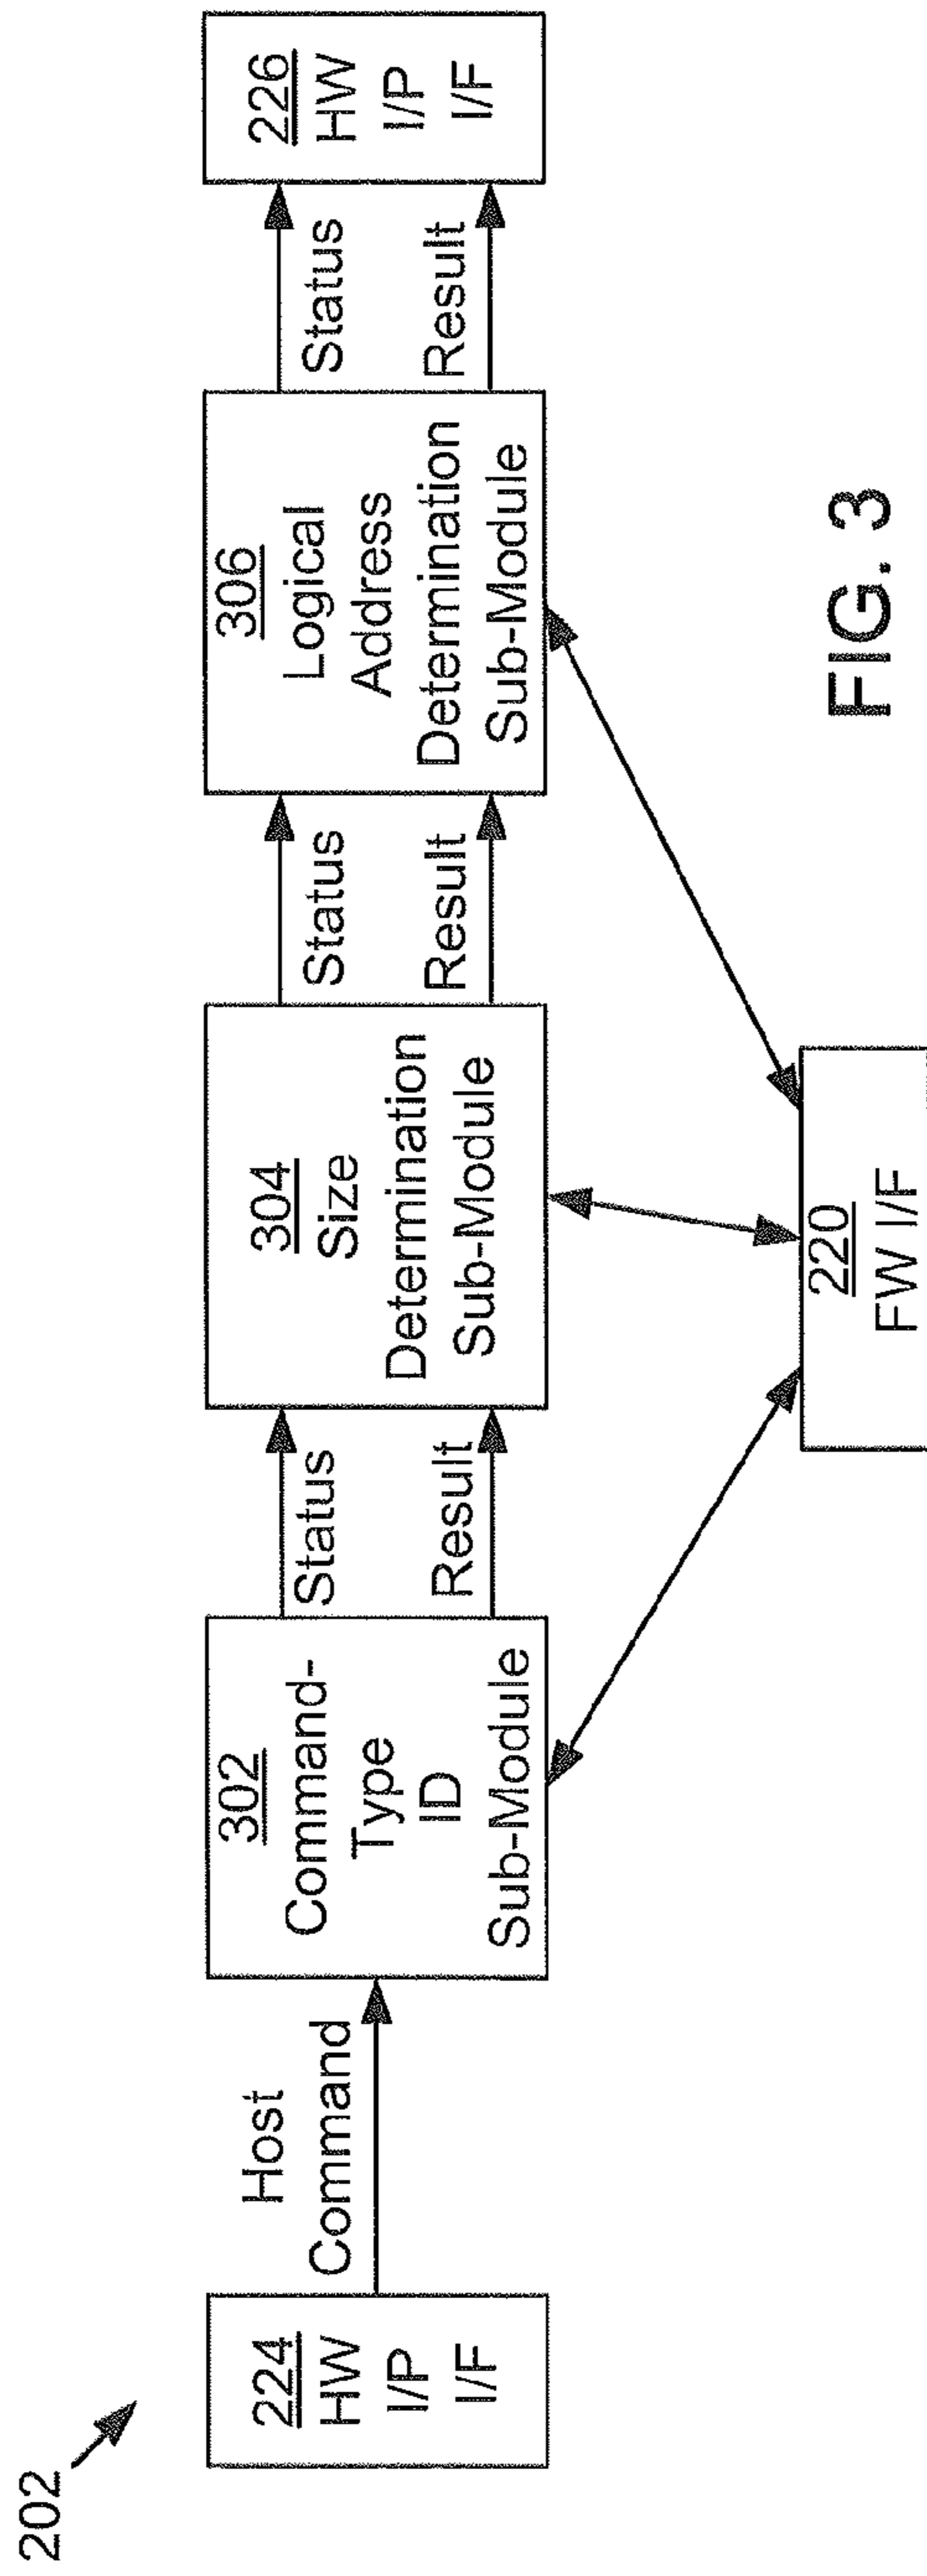 202
224
HW
I/P
I/F
Host
Command
302
Command-
Type
ID
Sub-Module
Status
Result
304
Size
Determination
Sub-Module
Status
Result
306
Logical
Address
Determination
Sub-Module
Status
Result
226
HW
I/P
I/F
220
FW I/F
FIG. 3